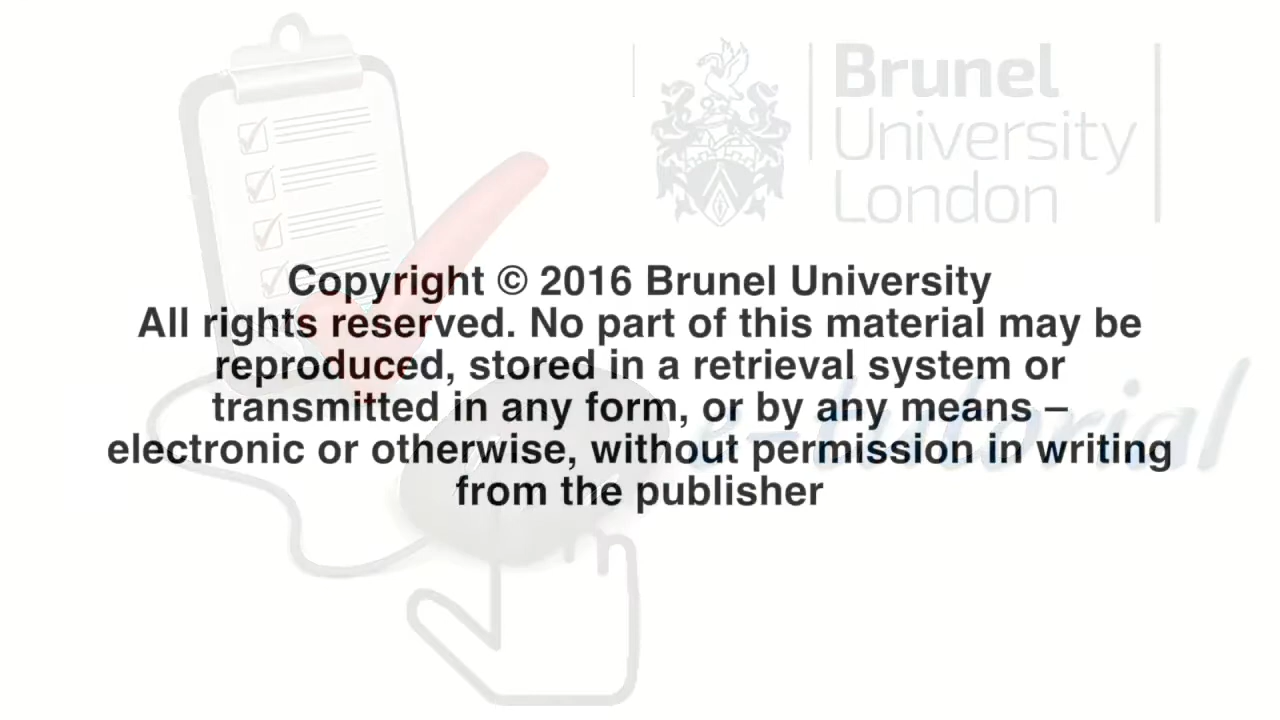 Brunel
University
London
Copyright © 2016 Brunel University
All rights reserved. No part of this material may be
reproduced, stored in a retrieval system or
transmitted in any form, or by any means –
electronic or otherwise, without permission in writing
from the publisher
e-tutorial